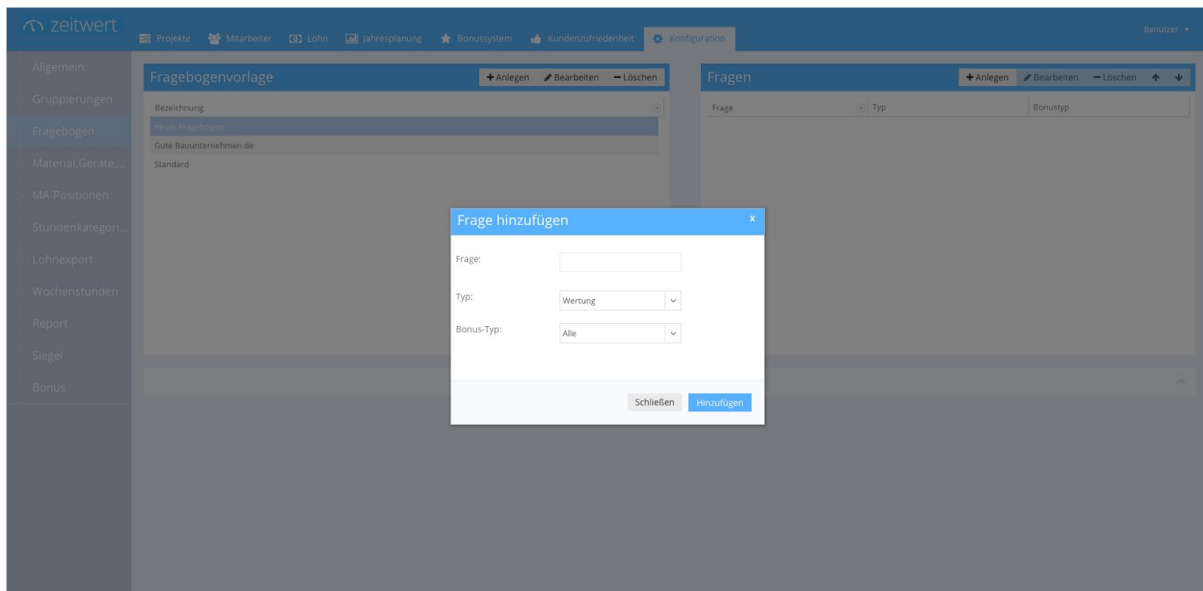 zeitwert
Projekte Mitarbeiter Lohn Jahresplanung Bonussystem Kundenzufriedenheit Konfiguration
Benutzer
Allgemein
Gruppierungen
Fragebögen
Material,Geräte,...
MA-Positionen
Stundenkategori...
Lohnexport
Wochenstunden
Report
Siegel
Bonus
Fragebogenvorlage
Anlegen Bearbeiten Löschen
Bezeichnung
neuer Fragebogen
Gute Bauunternehmen.de
Standard
Fragen
Anlegen Bearbeiten Löschen
Frage Typ Bonustyp
Frage hinzufügen x
Frage:
Typ: Wertung
Bonus-Typ: Alle
Schließen Hinzufügen